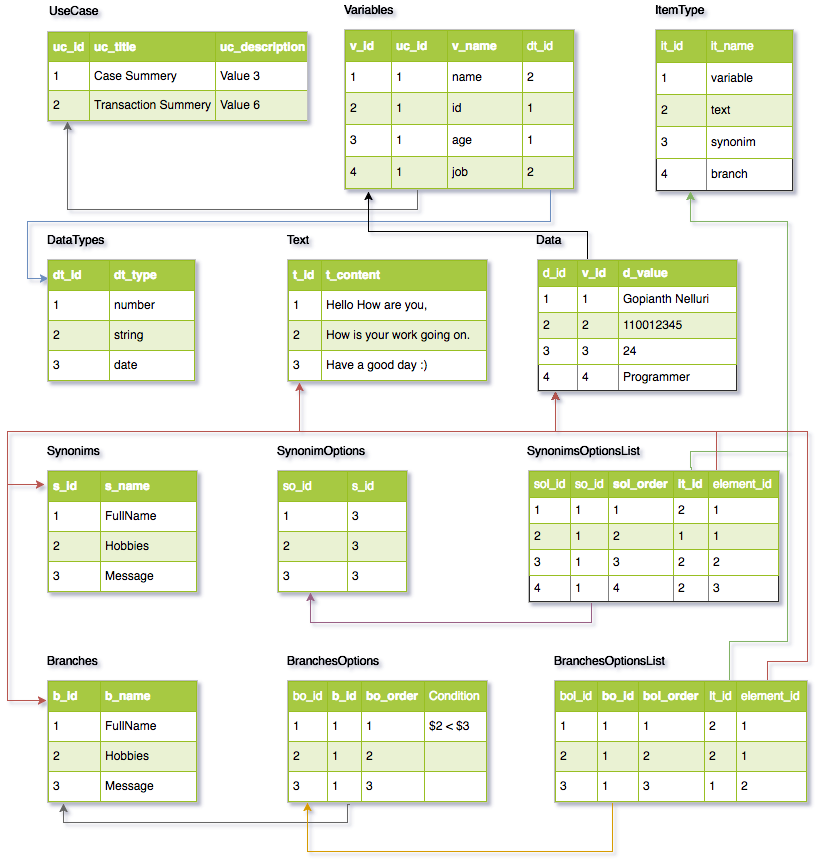 UseCase
uc_id uc_title uc_description
1 Case Summery Value 3
2 Transaction Summery Value 6
Variables
v_id uc_id v_name dt_id
1 1 name 2
2 1 id 1
3 1 age 1
4 1 job 2
ItemType
it_id it_name
1 variable
2 text
3 synonim
4 branch
DataTypes
dt_id dt_type
1 number
2 string
3 date
Text
t_id t_content
1 Hello How are you,
2 How is your work going on.
3 Have a good day :)
Data
d_id v_id d_value
1 1 Gopianth Nelluri
2 2 110012345
3 3 24
4 4 Programmer
Synonims
s_id s_name
1 FullName
2 Hobbies
3 Message
SynonimOptions
so_id s_id
1 3
2 3
3 3
SynonimsOptionsList
sol_id so_id sol_order It_id element_id
1 1 1 2 1
2 1 2 1 1
3 1 3 2 2
4 1 4 2 3
Branches
b_id b_name
1 FullName
2 Hobbies
3 Message
BranchesOptions
bo_id b_id bo_order Condition
1 1 1 $2 < $3
2 1 2
3 1 3
BranchesOptionsList
bol_id bo_id bol_order It_id element_id
1 1 1 2 1
2 1 2 2 1
3 1 3 1 2